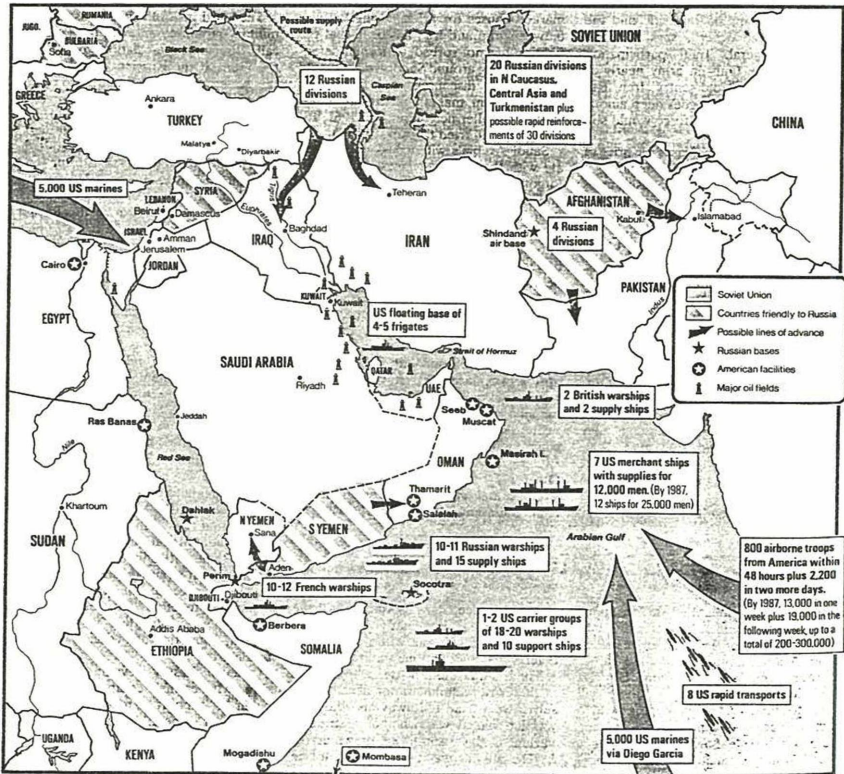 RUMANIA
JUGO.
BULGARIA
Sofia
GREECE
Black Sea
Possible supply
route
SOVIET UNION
12 Russian
divisions
Caspian
Sea
20 Russian divisions
in N Caucasus,
Central Asia and
Turkmenistan plus
possible rapid reinforce-
ments of 30 divisions
CHINA
Ankara
TURKEY
Malatya
Diyarbakir
5,000 US marines
LEBANON
Beirut
SYRIA
Damascus
Tigris
Euphrates
Teheran
AFGHANISTAN
Kabul
Islamabad
ISRAEL
Jerusalem
Amman
JORDAN
IRAQ
Baghdad
IRAN
Shindand
air base
4 Russian
divisions
Cairo
EGYPT
KUWAIT
Kuwait
PAKISTAN
Indus
US floating base of
4-5 frigates
Strait of Hormuz
SAUDI ARABIA
Riyadh
QATAR
UAE
Soviet Union
Countries friendly to Russia
Possible lines of advance
Russian bases
American facilities
Major oil fields
Ras Banas
Jeddah
Red Sea
Nile
Seeb
Muscat
2 British warships
and 2 supply ships
OMAN
Masirah I.
7 US merchant ships
with supplies for
12,000 men. (By 1987,
12 ships for 25,000 men)
Thamarit
Salalah
Khartoum
SUDAN
Dahlak
N YEMEN
Sana
S YEMEN
Aden
Perim
10-11 Russian warships
and 15 supply ships
Arabian Gulf
800 airborne troops
from America within
48 hours plus 2,200
in two more days.
(By 1987, 13,000 in one
week plus 19,000 in the
following week, up to a
total of 200-300,000)
10-12 French warships
DJIBOUTI
Djibouti
Socotra
Berbera
Addis Ababa
ETHIOPIA
SOMALIA
1-2 US carrier groups
of 18-20 warships
and 10 support ships
8 US rapid transports
5,000 US marines
via Diego Garcia
UGANDA
KENYA
Mogadishu
Mombasa